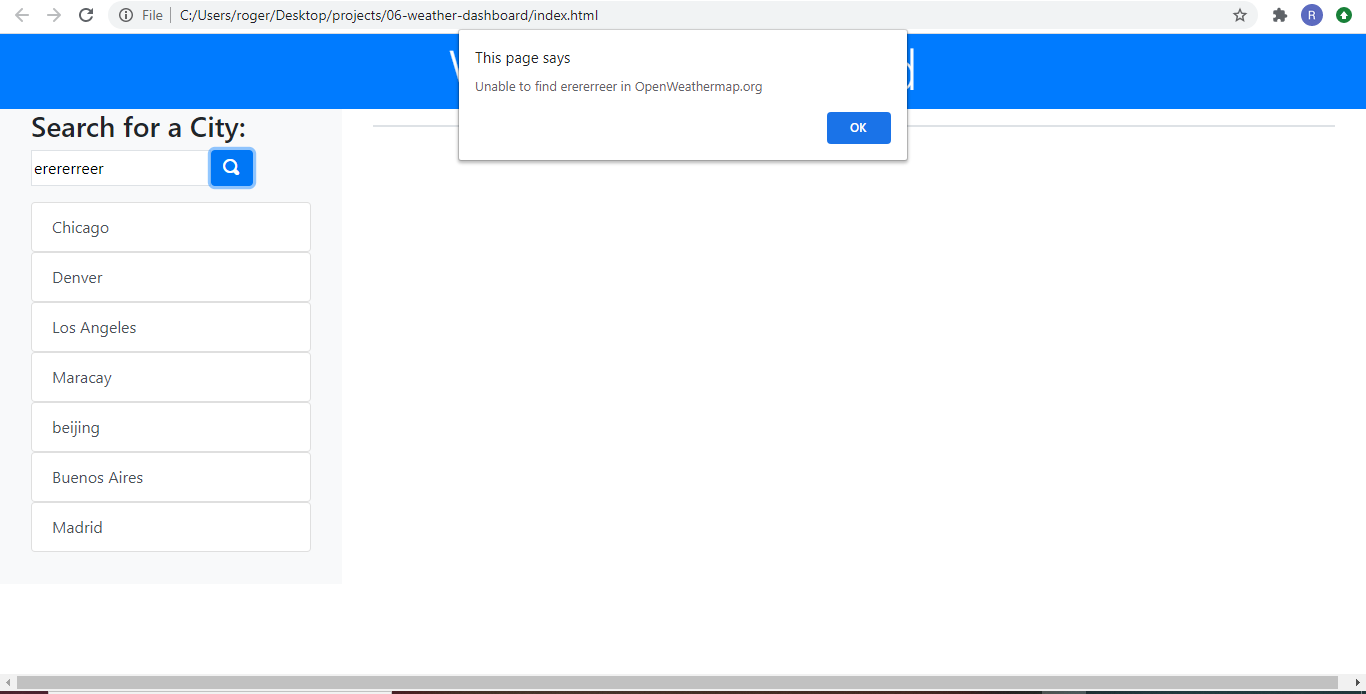 File
C:/Users/roger/Desktop/projects/06-weather-dashboard/index.html
R
This page says
Unable to find erererreer in OpenWeathermap.org
OK
Search for a City:
erererreer
Chicago
Denver
Los Angeles
Maracay
beijing
Buenos Aires
Madrid